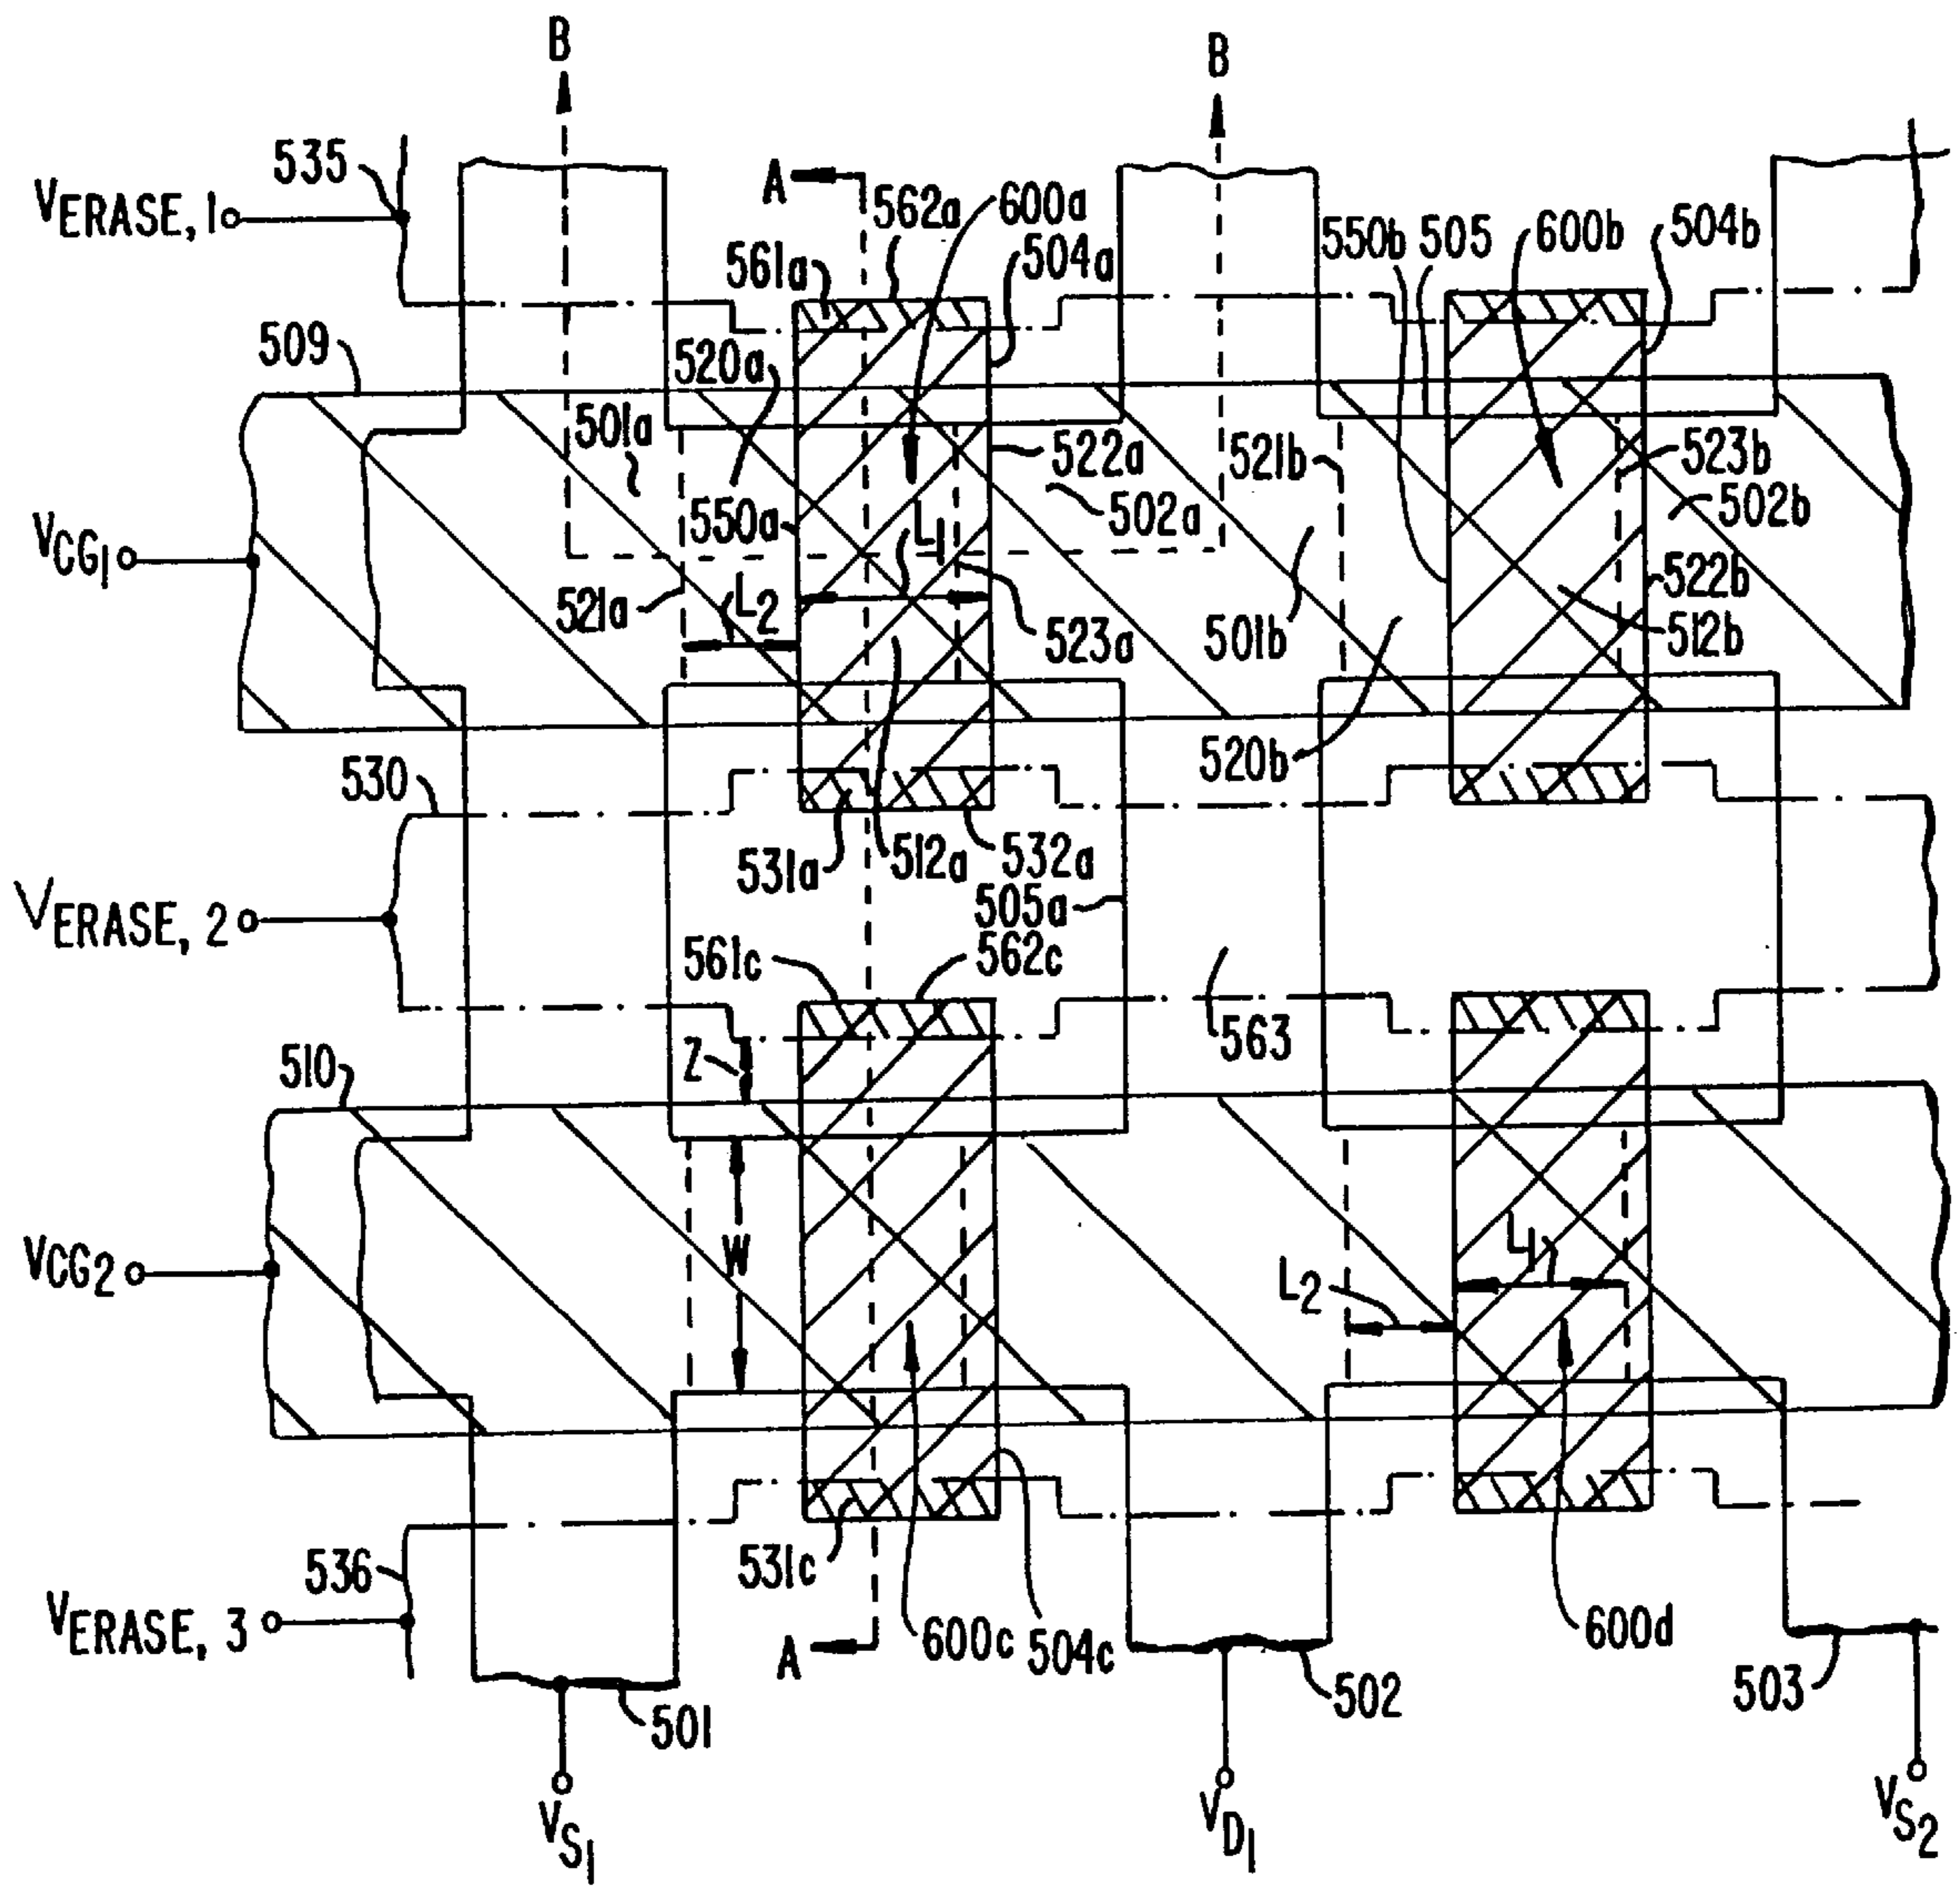 B
B
535
A
562a
600a
VERASE, 1
561a
504a
550b
505
600b
504b
509
520a
501a
522a
521b
523b
502a
502b
VCG1
550a
L1
521a
L2
522b
523a
501b
512b
530
520b
531a
512a
532a
505a
VERASE, 2
561c
562c
563
510
Z
W
L1
L2
VCG2
536
531c
VERASE, 3
A
600c
504c
600d
502
503
501
VS1
VD1
VS2